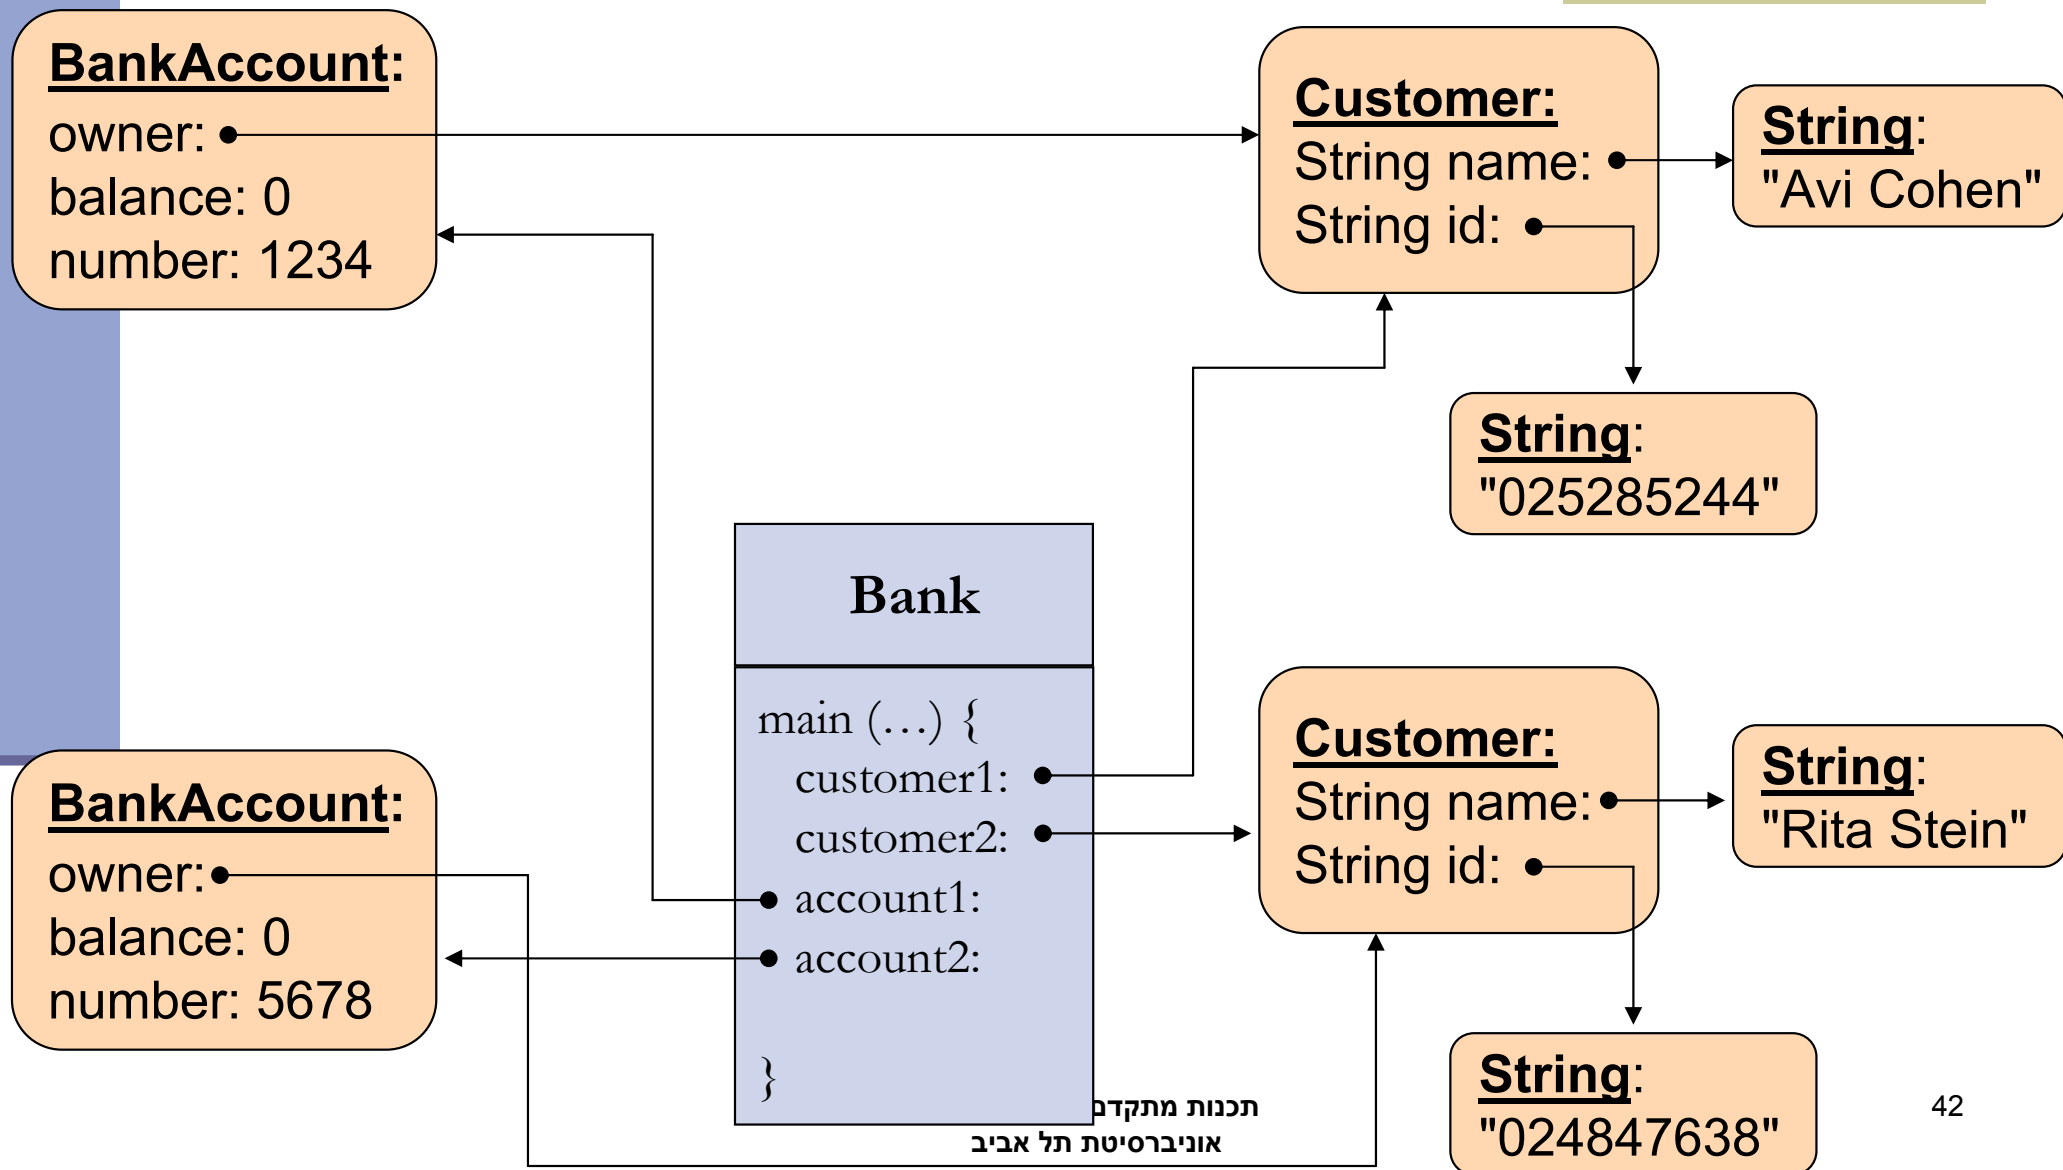 BankAccount:
owner:
balance: 0
number: 1234
Customer:
String name:
String id:
String:
"Avi Cohen"
String:
"025285244"
Bank
main (…) {
customer1:
customer2:
account1:
account2:
}
BankAccount:
owner:
balance: 0
number: 5678
Customer:
String name:
String id:
String:
"Rita Stein"
String:
"024847638"
תכנות מתקדם
אוניברסיטת תל אביב
42